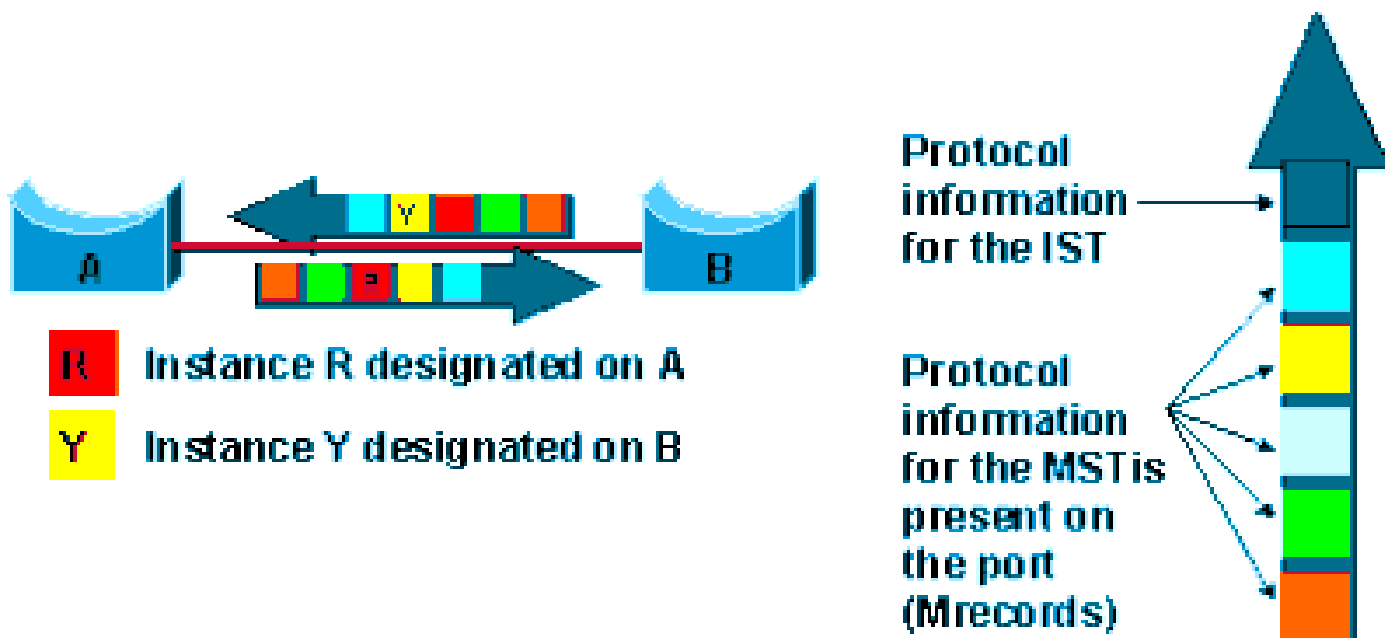 Y
A
B
R
R Instance R designated on A
Y Instance Y designated on B
Protocol
information
for the IST
Protocol
information
for the MSTis
present on
the port
(Mrecords)